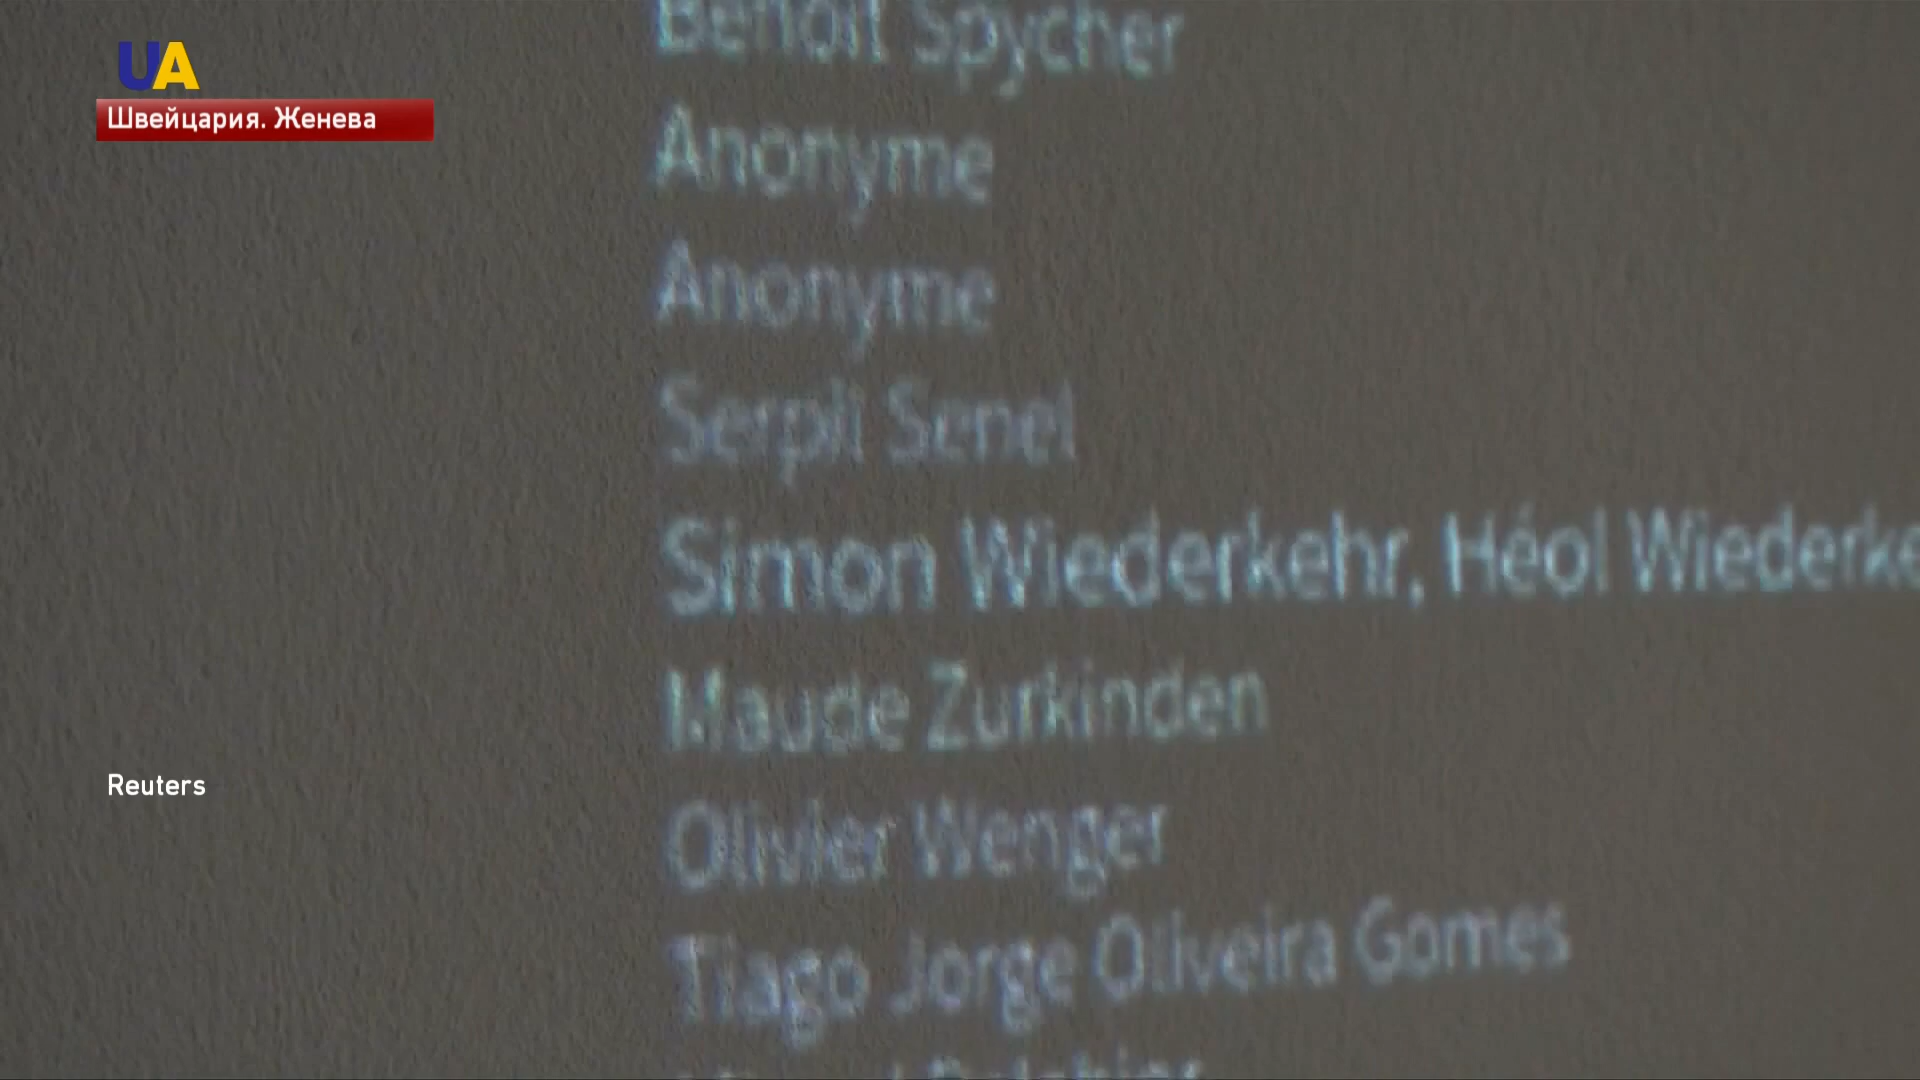 UA
Швейцария. Женева
Benoit Spycher
Anonyme
Anonyme
Serpli Senel
Simon Wiederkehr, Héol Wiederke
Maude Zurkinden
Reuters
Olivier Wenger
Tiago Jorge Oliveira Gomes